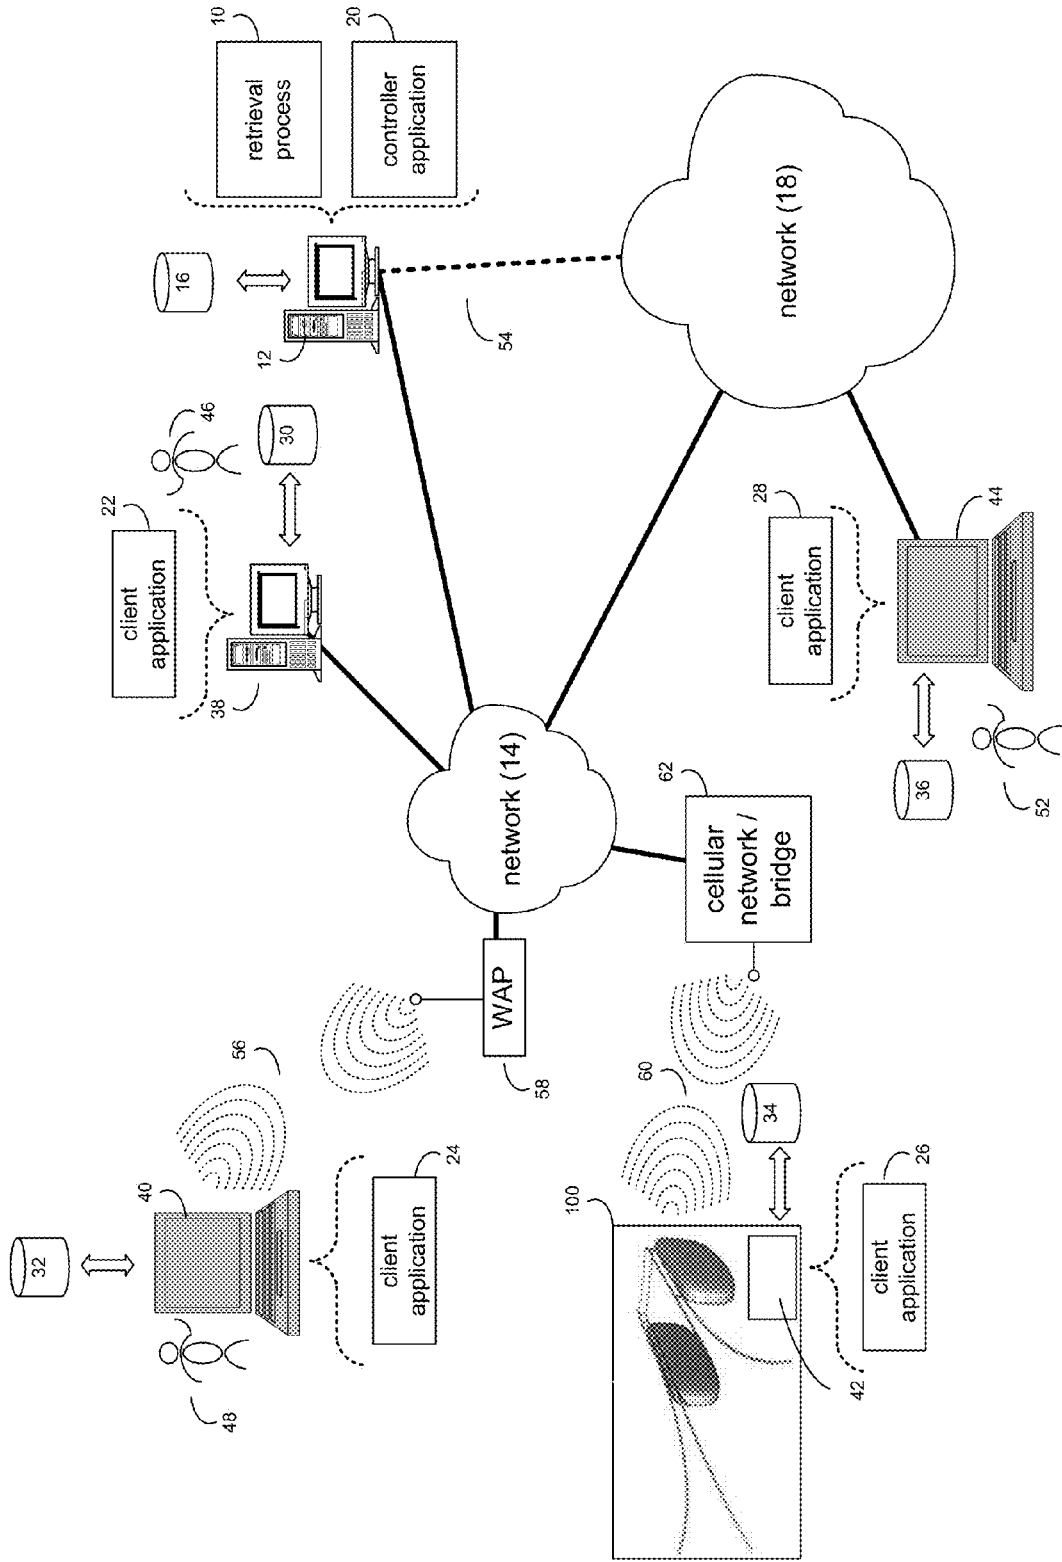 32
40
48
56
client
application
24
100
60
34
42
client
application
26
WAP
58
cellular
network /
bridge
62
network (14)
client
application
22
38
46
30
16
12
retrieval
process
10
controller
application
20
54
network (18)
client
application
28
44
36
52